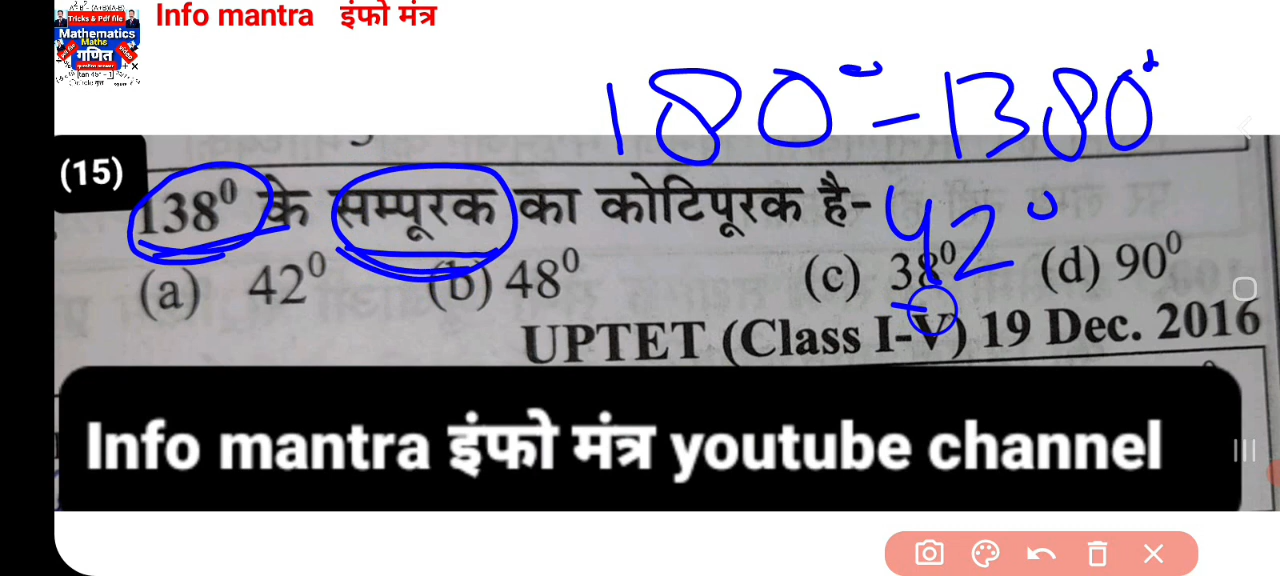 Tricks & Pdf file
Mathematics
Maths
गणित
Info mantra इंफो मंत्र
180° - 1380°
(15)
138⁰ के सम्पूरक का कोटिपूरक है-
42°
(a) 42⁰ (b) 48⁰ (c) 38⁰ (d) 90⁰
UPTET (Class I-V) 19 Dec. 2016
Info mantra इंफो मंत्र youtube channel